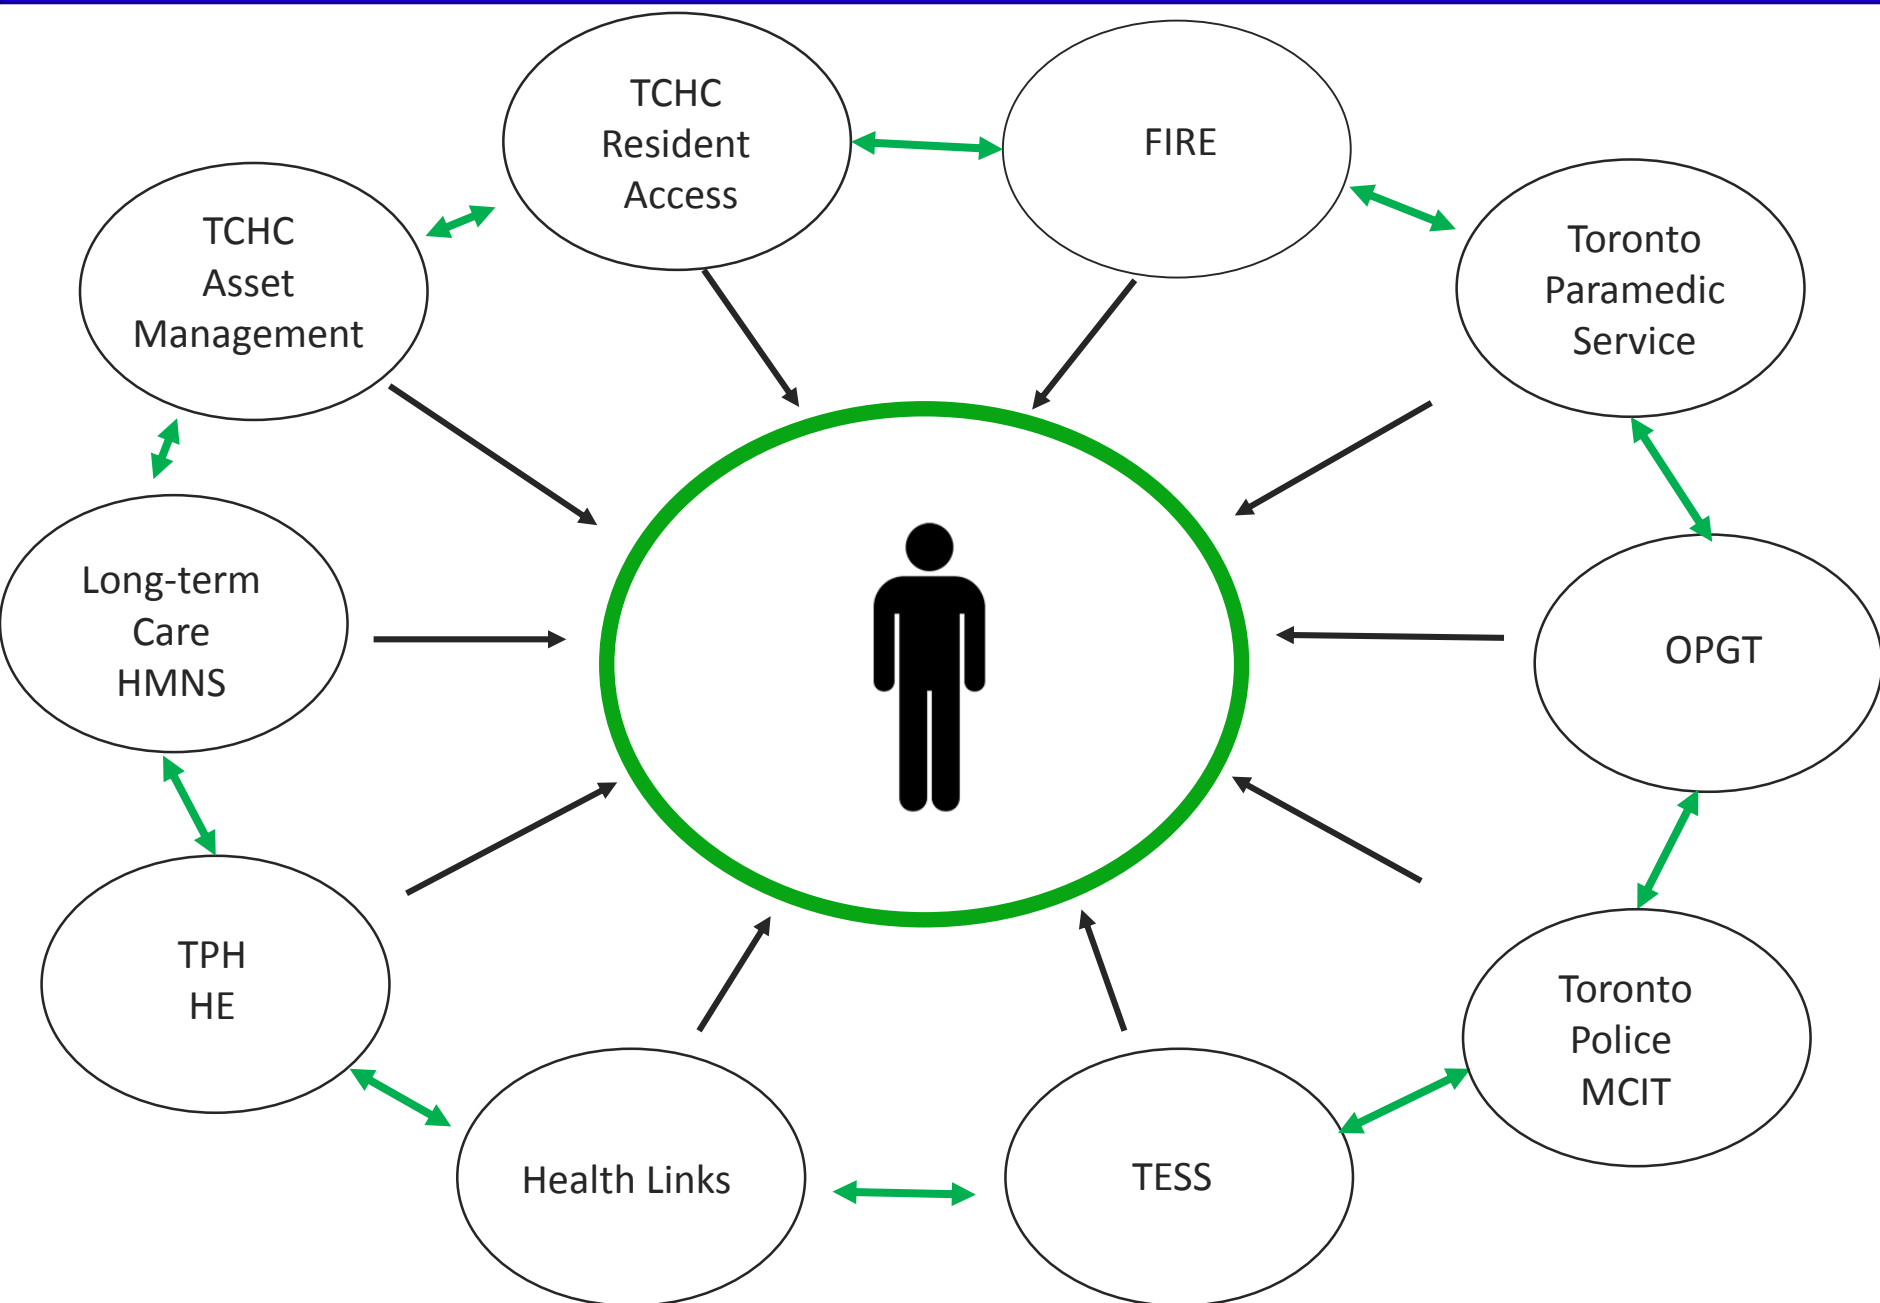 TCHC
Resident
Access
FIRE
TCHC
Asset
Management
Toronto
Paramedic
Service
Long-term
Care
HMNS
OPGT
TPH
HE
Toronto
Police
MCIT
Health Links
TESS